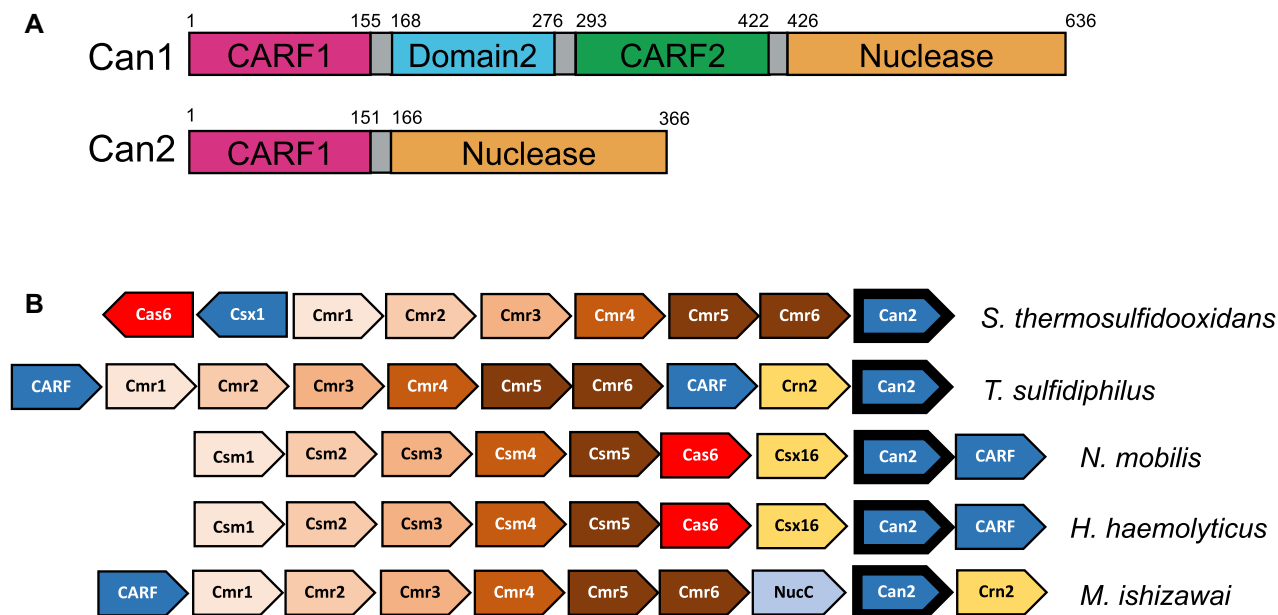 A
1 155 168 276 293 422 426 636
Can1 CARF1 Domain2 CARF2 Nuclease
1 151 166 366
Can2 CARF1 Nuclease
B
Cas6 Csx1 Cmr1 Cmr2 Cmr3 Cmr4 Cmr5 Cmr6 Can2 S. thermosulfidooxidans
CARF Cmr1 Cmr2 Cmr3 Cmr4 Cmr5 Cmr6 CARF Crn2 Can2 T. sulfidiphilus
Csm1 Csm2 Csm3 Csm4 Csm5 Cas6 Csx16 Can2 CARF N. mobilis
Csm1 Csm2 Csm3 Csm4 Csm5 Cas6 Csx16 Can2 CARF H. haemolyticus
CARF Cmr1 Cmr2 Cmr3 Cmr4 Cmr5 Cmr6 NucC Can2 Crn2 M. ishizawai